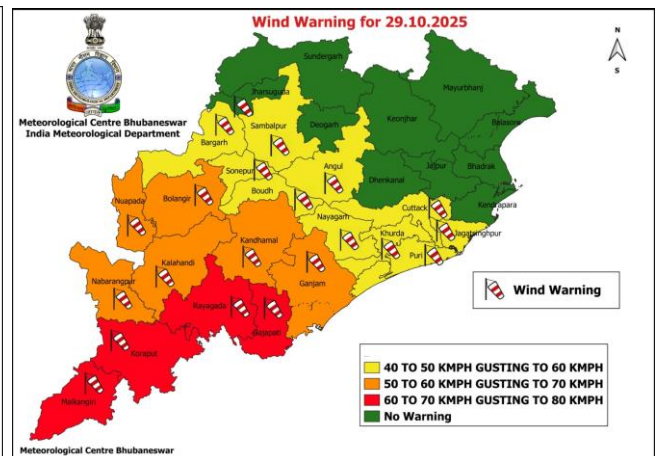 Wind Warning for 29.10.2025
N
S
Meteorological Centre Bhubaneswar
India Meteorological Department
Sundergarh
Jharsuguda
Mayurbhanj
Sambalpur
Deogarh
Keonjhar
Balasore
Bargarh
Sonepur
Angul
Jajpur
Bhadrak
Boudh
Dhenkanal
Kendrapara
Nuapada
Bolangir
Cuttack
Nayagarh
Khurda
Jagatsinghpur
Kandhamal
Puri
Kalahandi
Nabarangpur
Ganjam
Rayagada
Gajapati
Wind Warning
Koraput
Malkangiri
40 TO 50 KMPH GUSTING TO 60 KMPH
50 TO 60 KMPH GUSTING TO 70 KMPH
60 TO 70 KMPH GUSTING TO 80 KMPH
No Warning
Meteorological Centre Bhubaneswar